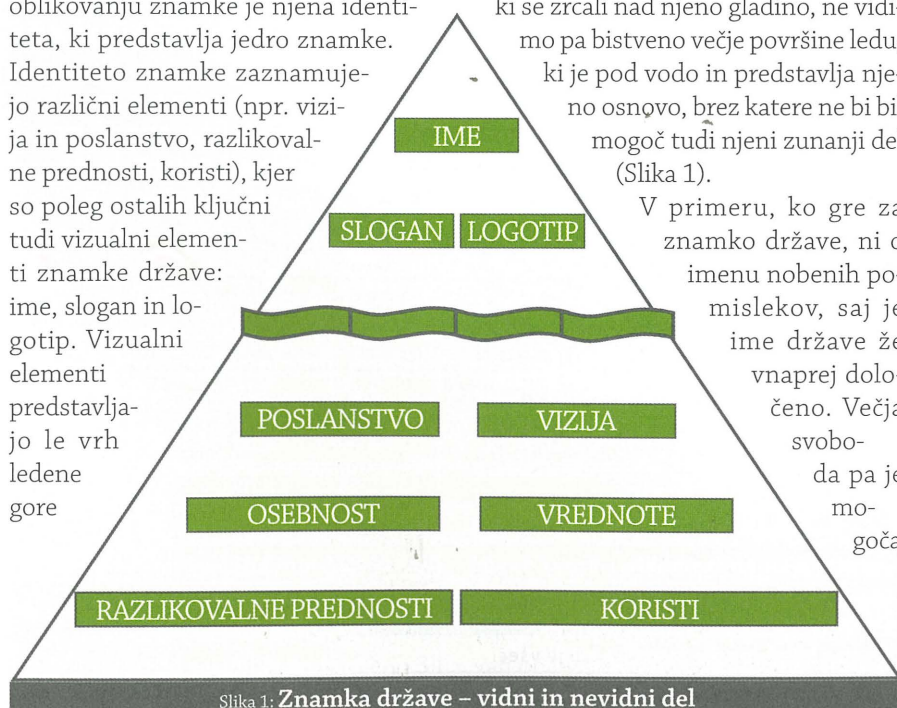 oblikovanju znamke je njena identi-
teta, ki predstavlja jedro znamke.
Identiteto znamke zaznamuje-
jo različni elementi (npr. vizi-
ja in poslanstvo, razlikoval-
ne prednosti, koristi), kjer
so poleg ostalih ključni
tudi vizualni elemen-
ti znamke države:
ime, slogan in lo-
gotip. Vizualni
elementi
predstavlja-
jo le vrh
ledene
gore
ki se zrcali nad njeno gladino, ne vidi-
mo pa bistveno večje površine ledu
ki je pod vodo in predstavlja nje-
no osnovo, brez katere ne bi bi
mogoč tudi njeni zunanji de
(Slika 1).
V primeru, ko gre za
znamko države, ni o
imenu nobenih po-
mislekov, saj je
ime države že
vnaprej dolo-
čeno. Večja
svobo-
da pa je
mo-
goča
IME
SLOGAN LOGOTIP
POSLANSTVO VIZIJA
OSEBNOST VREDNOTE
RAZLIKOVALNE PREDNOSTI KORISTI
Slika 1: Znamka države – vidni in nevidni del